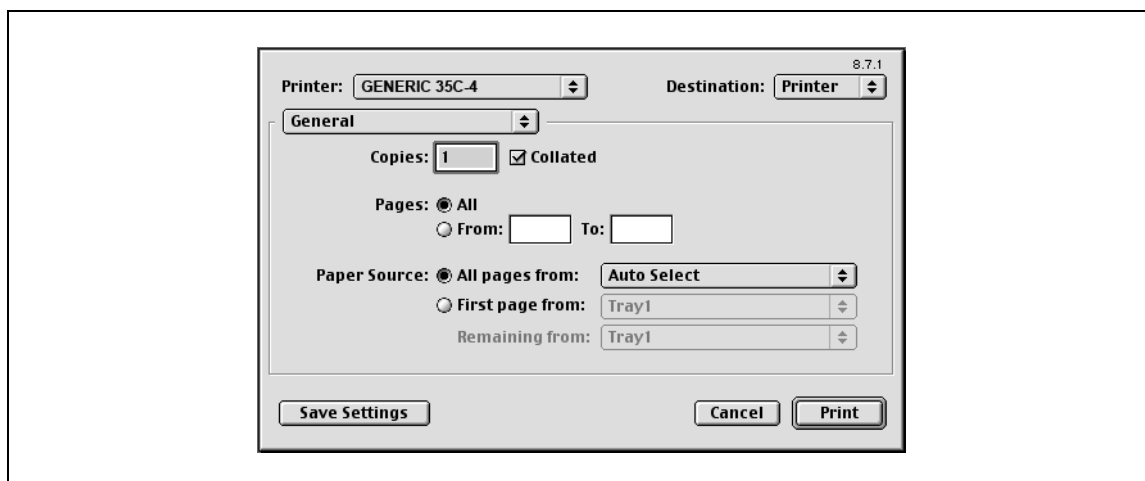 8.7.1
Printer: GENERIC 35C-4 Destination: Printer
General
Copies: 1 Collated
Pages: All
From: To:
Paper Source: All pages from: Auto Select
First page from: Tray1
Remaining from: Tray1
Save Settings Cancel Print